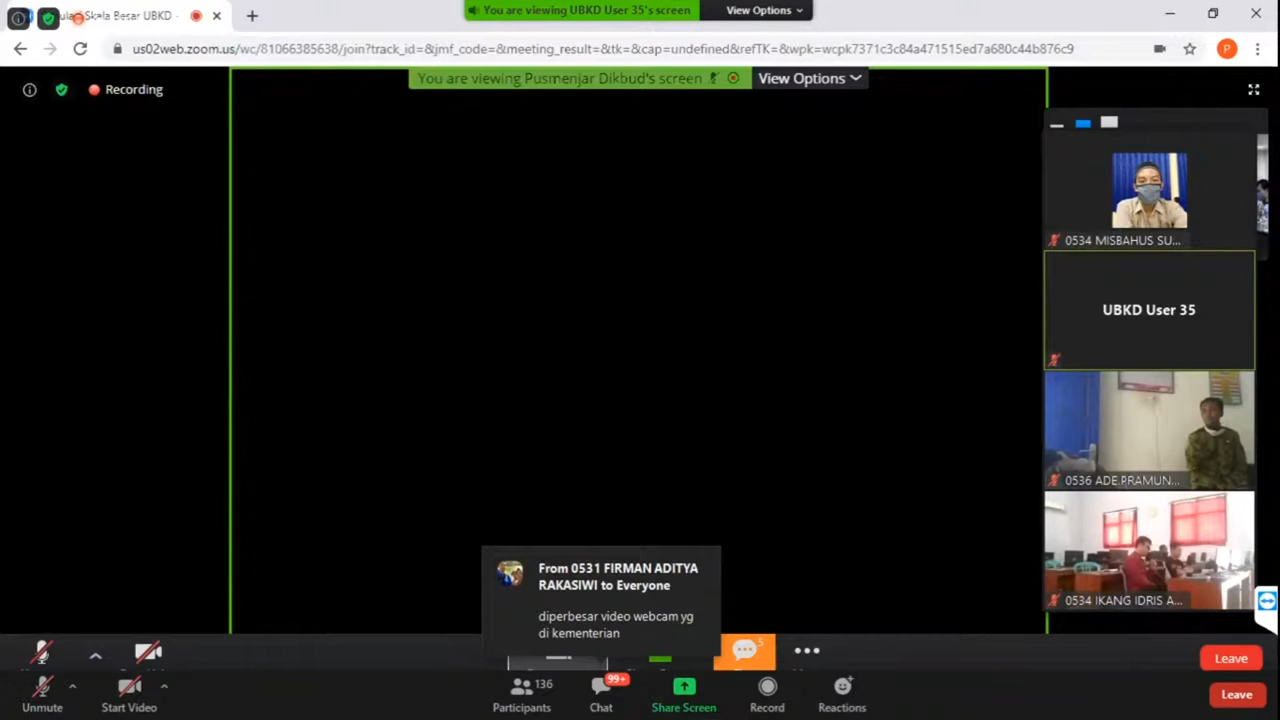 Skala Besar UBKD -
You are viewing UBKD User 35's screen
View Options
us02web.zoom.us/wc/81066385638/join?track_id=&jmf_code=&meeting_result=&tk=&cap=undefined&refTK=&wpk=wcpk7371c3c84a471515ed7a680c44b876c9
P
You are viewing Pusmenjar Dikbud's screen
View Options
Recording
0534 MISBAHUS SU...
UBKD User 35
0536 ADE PRAMUN...
0534 IKANG IDRIS A...
From 0531 FIRMAN ADITYA
RAKASIWI to Everyone
diperbesar video webcam yg
di kementerian
5
Leave
136
99+
Unmute
Start Video
Participants
Chat
Share Screen
Record
Reactions
Leave